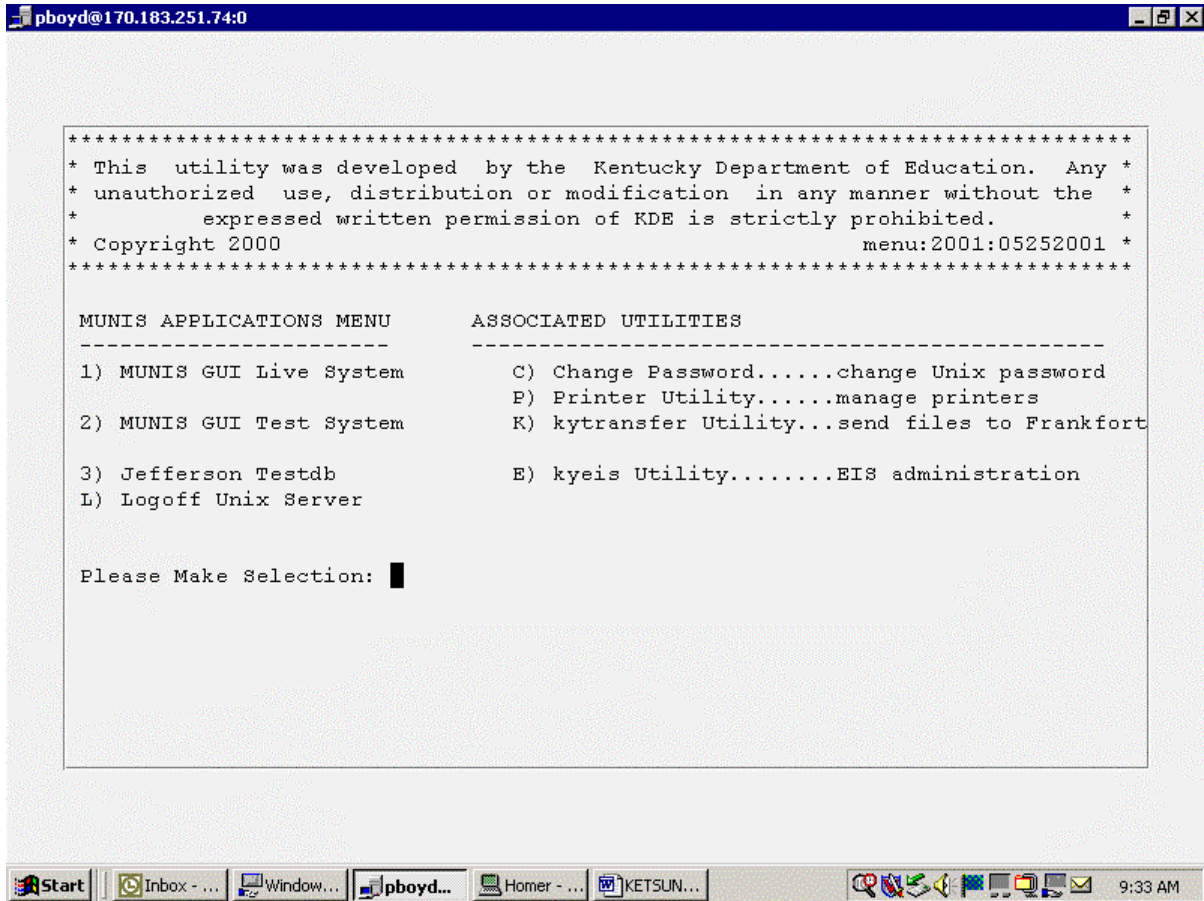 pboyd@170.183.251.74:0
********************************************************************************
* This utility was developed by the Kentucky Department of Education. Any *
* unauthorized use, distribution or modification in any manner without the *
* expressed written permission of KDE is strictly prohibited. *
* Copyright 2000 menu:2001:05252001 *
********************************************************************************
MUNIS APPLICATIONS MENU ASSOCIATED UTILITIES
----------------------- -----------------------------------------------
1) MUNIS GUI Live System C) Change Password......change Unix password
P) Printer Utility......manage printers
2) MUNIS GUI Test System K) kytransfer Utility...send files to Frankfort
3) Jefferson Testdb E) kyeis Utility........EIS administration
L) Logoff Unix Server
Please Make Selection:
Start Inbox - ... Window... pboyd... Homer - ... KETSUN... 9:33 AM